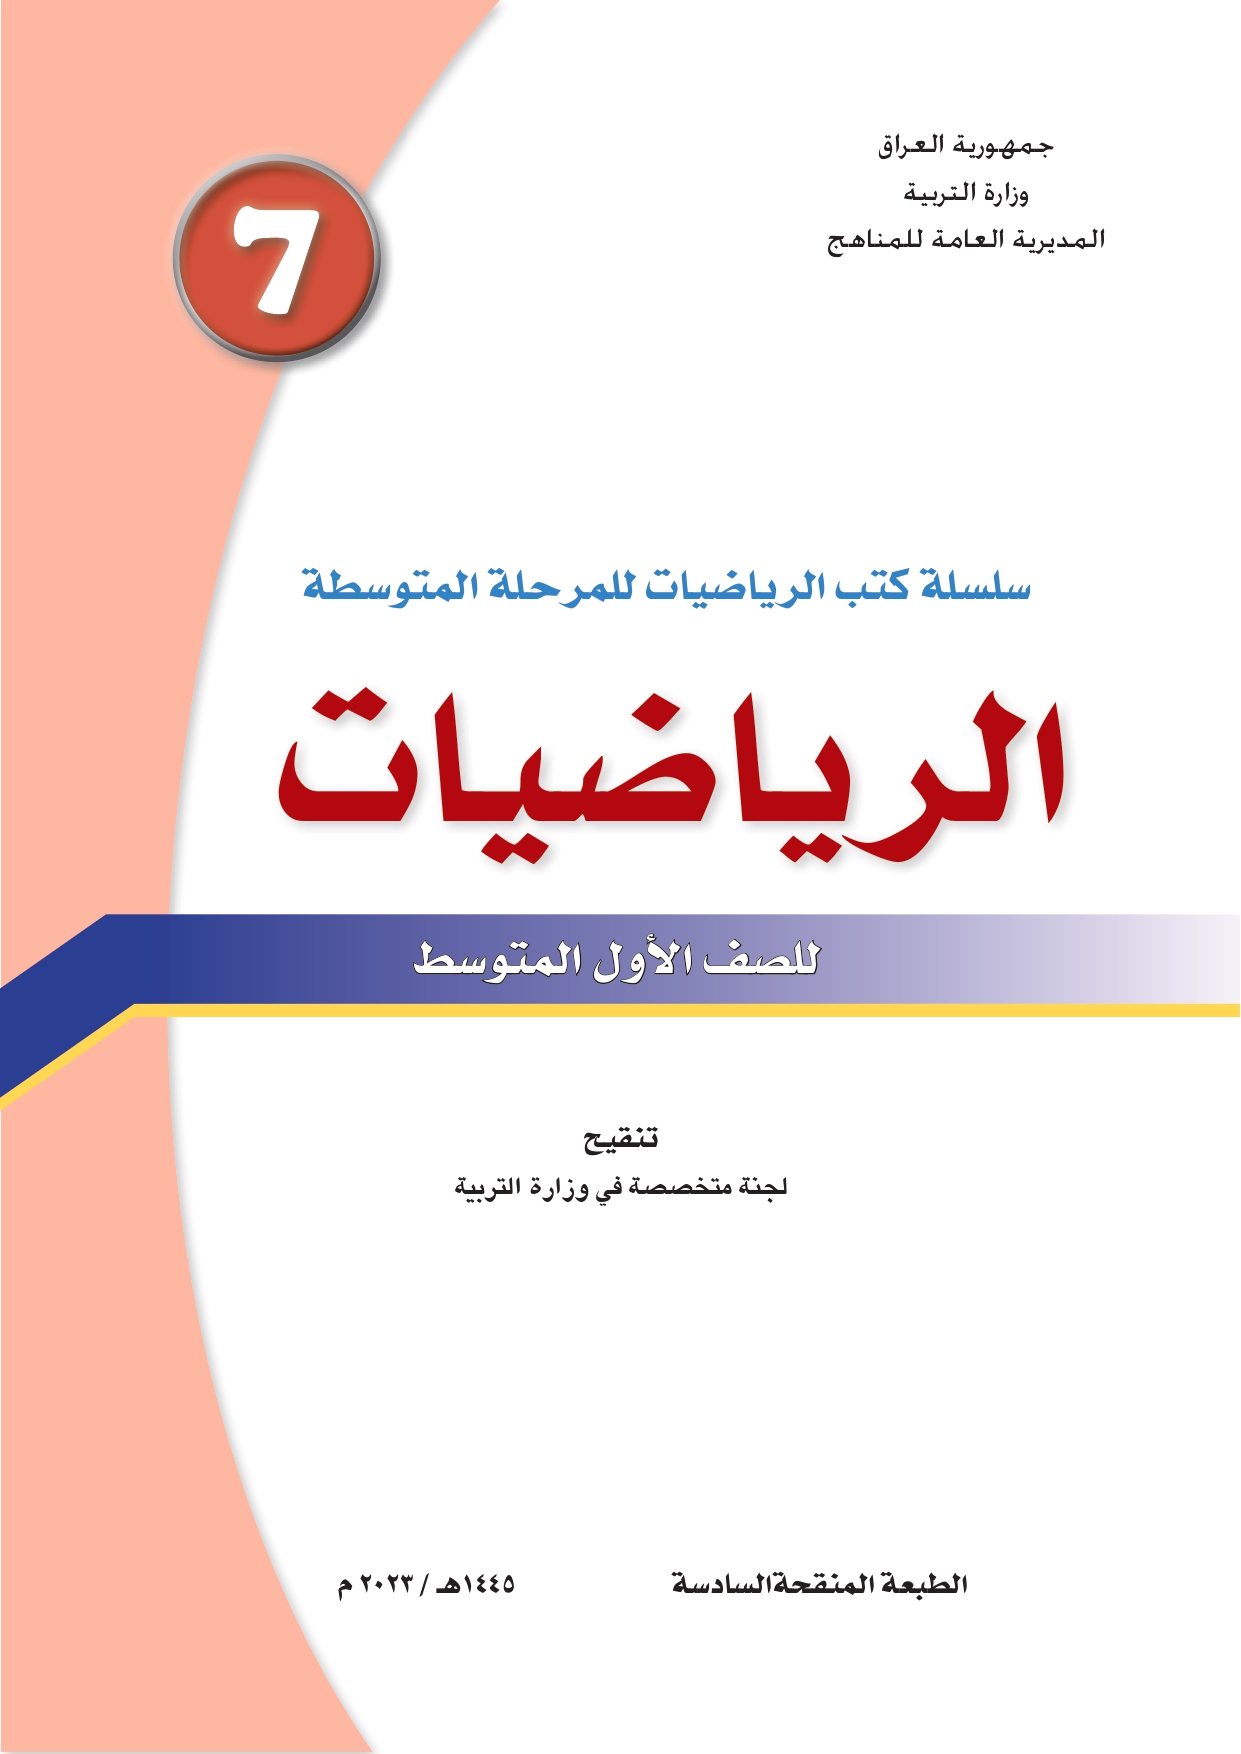 جمهورية العراق
وزارة التربية
المديرية العامة للمناهج
7
سلسلة كتب الرياضيات للمرحلة المتوسطة
الرياضيات
للصف الأول المتوسط
تنقيح
لجنة متخصصة في وزارة التربية
الطبعة المنقحةالسادسة ١٤٤٥هـ / ٢٠٢٣ م